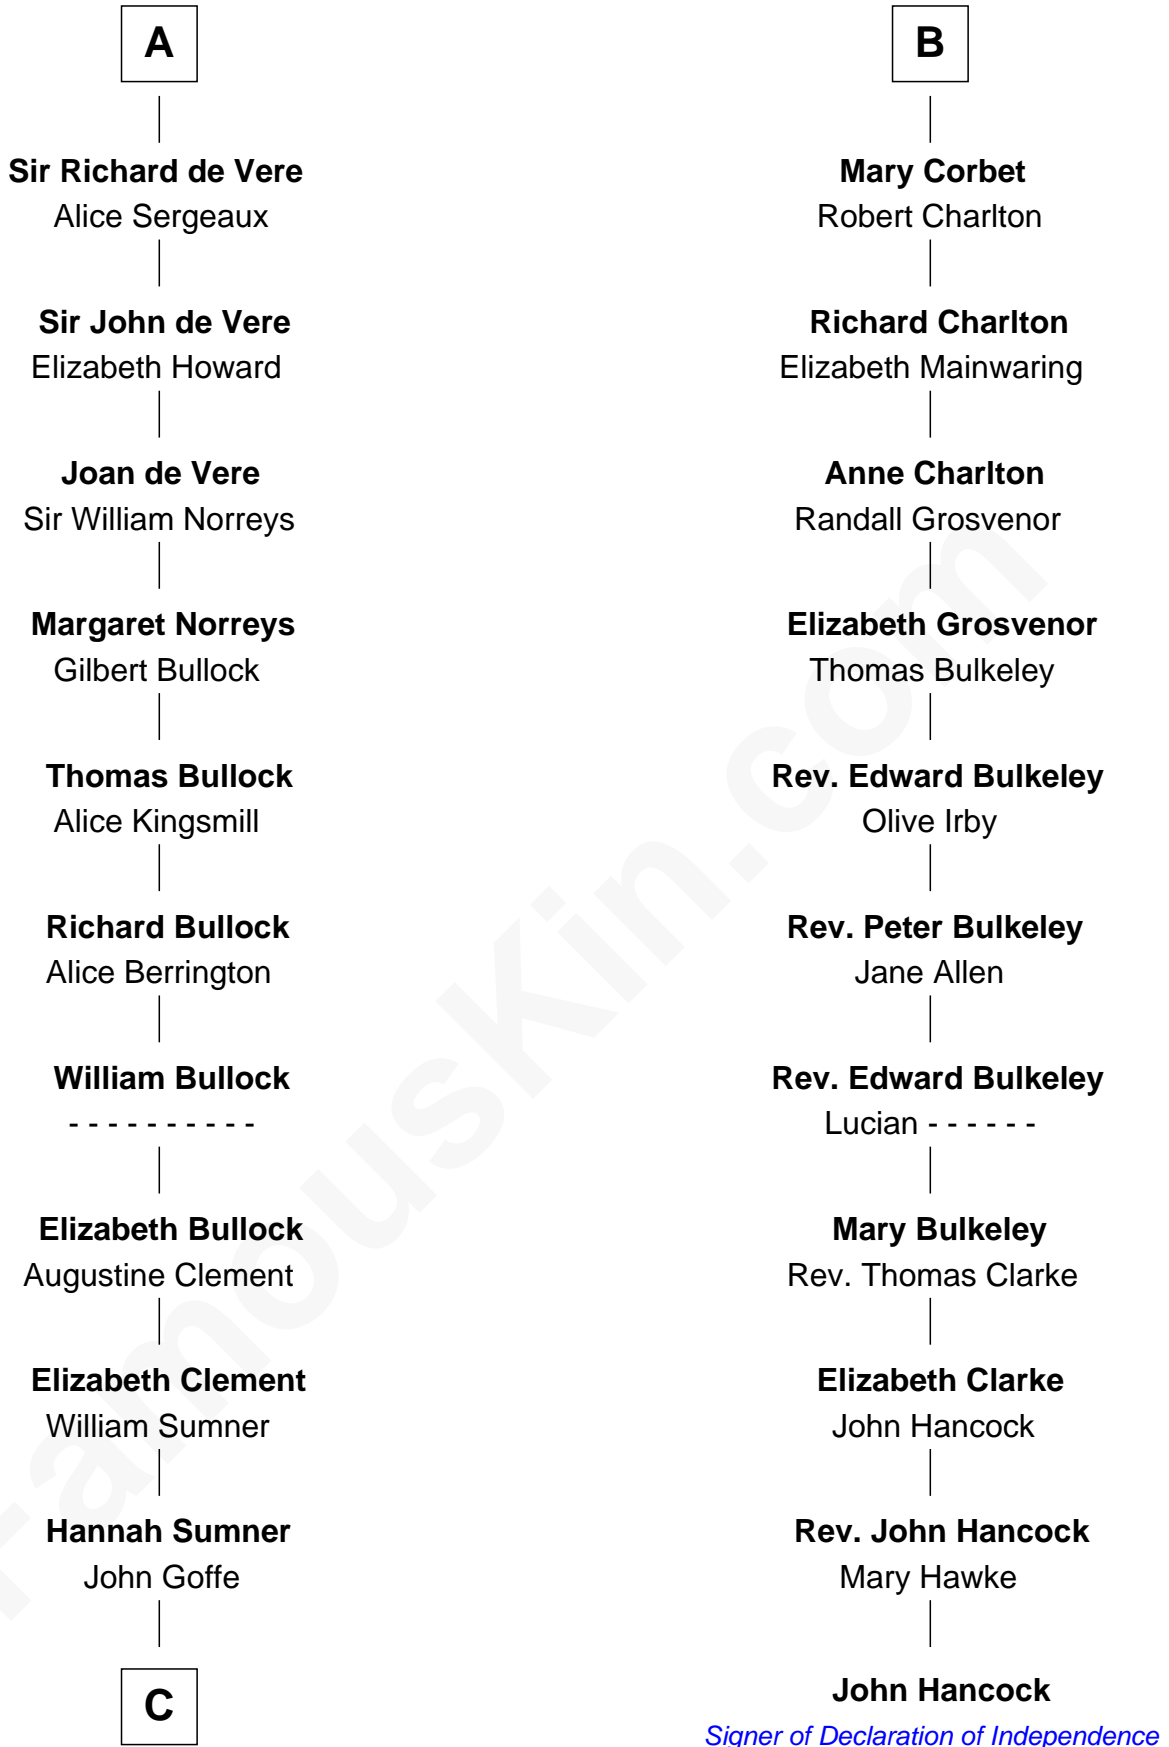 A
Sir Richard de Vere
Alice Sergeaux
Sir John de Vere
Elizabeth Howard
Joan de Vere
Sir William Norreys
Margaret Norreys
Gilbert Bullock
Thomas Bullock
Alice Kingsmill
Richard Bullock
Alice Berrington
William Bullock
- - - - - - - - - -
Elizabeth Bullock
Augustine Clement
Elizabeth Clement
William Sumner
Hannah Sumner
John Goffe
C
B
Mary Corbet
Robert Charlton
Richard Charlton
Elizabeth Mainwaring
Anne Charlton
Randall Grosvenor
Elizabeth Grosvenor
Thomas Bulkeley
Rev. Edward Bulkeley
Olive Irby
Rev. Peter Bulkeley
Jane Allen
Rev. Edward Bulkeley
Lucian - - - - - -
Mary Bulkeley
Rev. Thomas Clarke
Elizabeth Clarke
John Hancock
Rev. John Hancock
Mary Hawke
John Hancock
Signer of Declaration of Independence
FamousKin.com